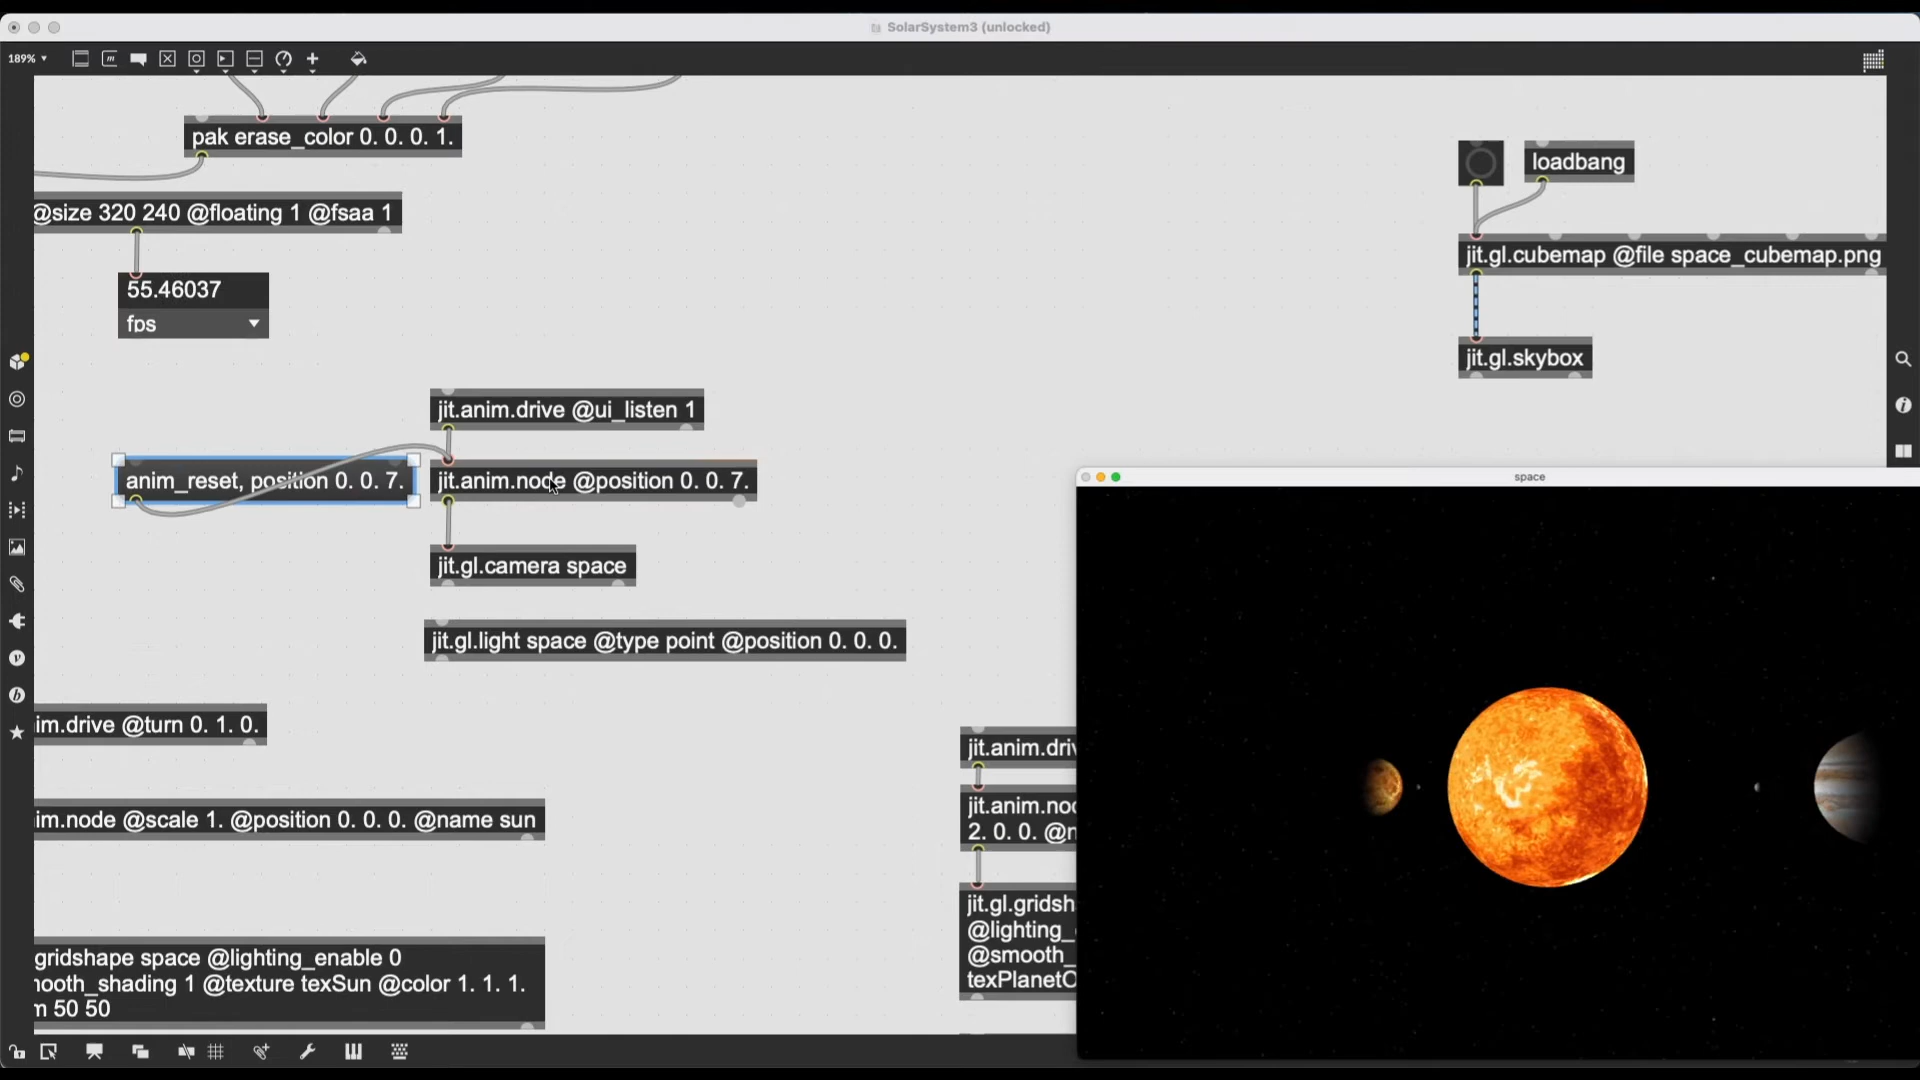 SolarSystem3 (unlocked)
189%
pak erase_color 0. 0. 0. 1.
@size 320 240 @floating 1 @fsaa 1
55.46037
fps
loadbang
jit.gl.cubemap @file space_cubemap.png
jit.gl.skybox
jit.anim.drive @ui_listen 1
anim_reset, position 0. 0. 7.
jit.anim.node @position 0. 0. 7.
jit.gl.camera space
jit.gl.light space @type point @position 0. 0. 0.
space
im.drive @turn 0. 1. 0.
im.node @scale 1. @position 0. 0. 0. @name sun
gridshape space @lighting_enable 0
nooth_shading 1 @texture texSun @color 1. 1. 1.
m 50 50
jit.anim.driv
jit.anim.nod
2. 0. 0. @n
jit.gl.gridsh
@lighting_
@smooth_
texPlanetO